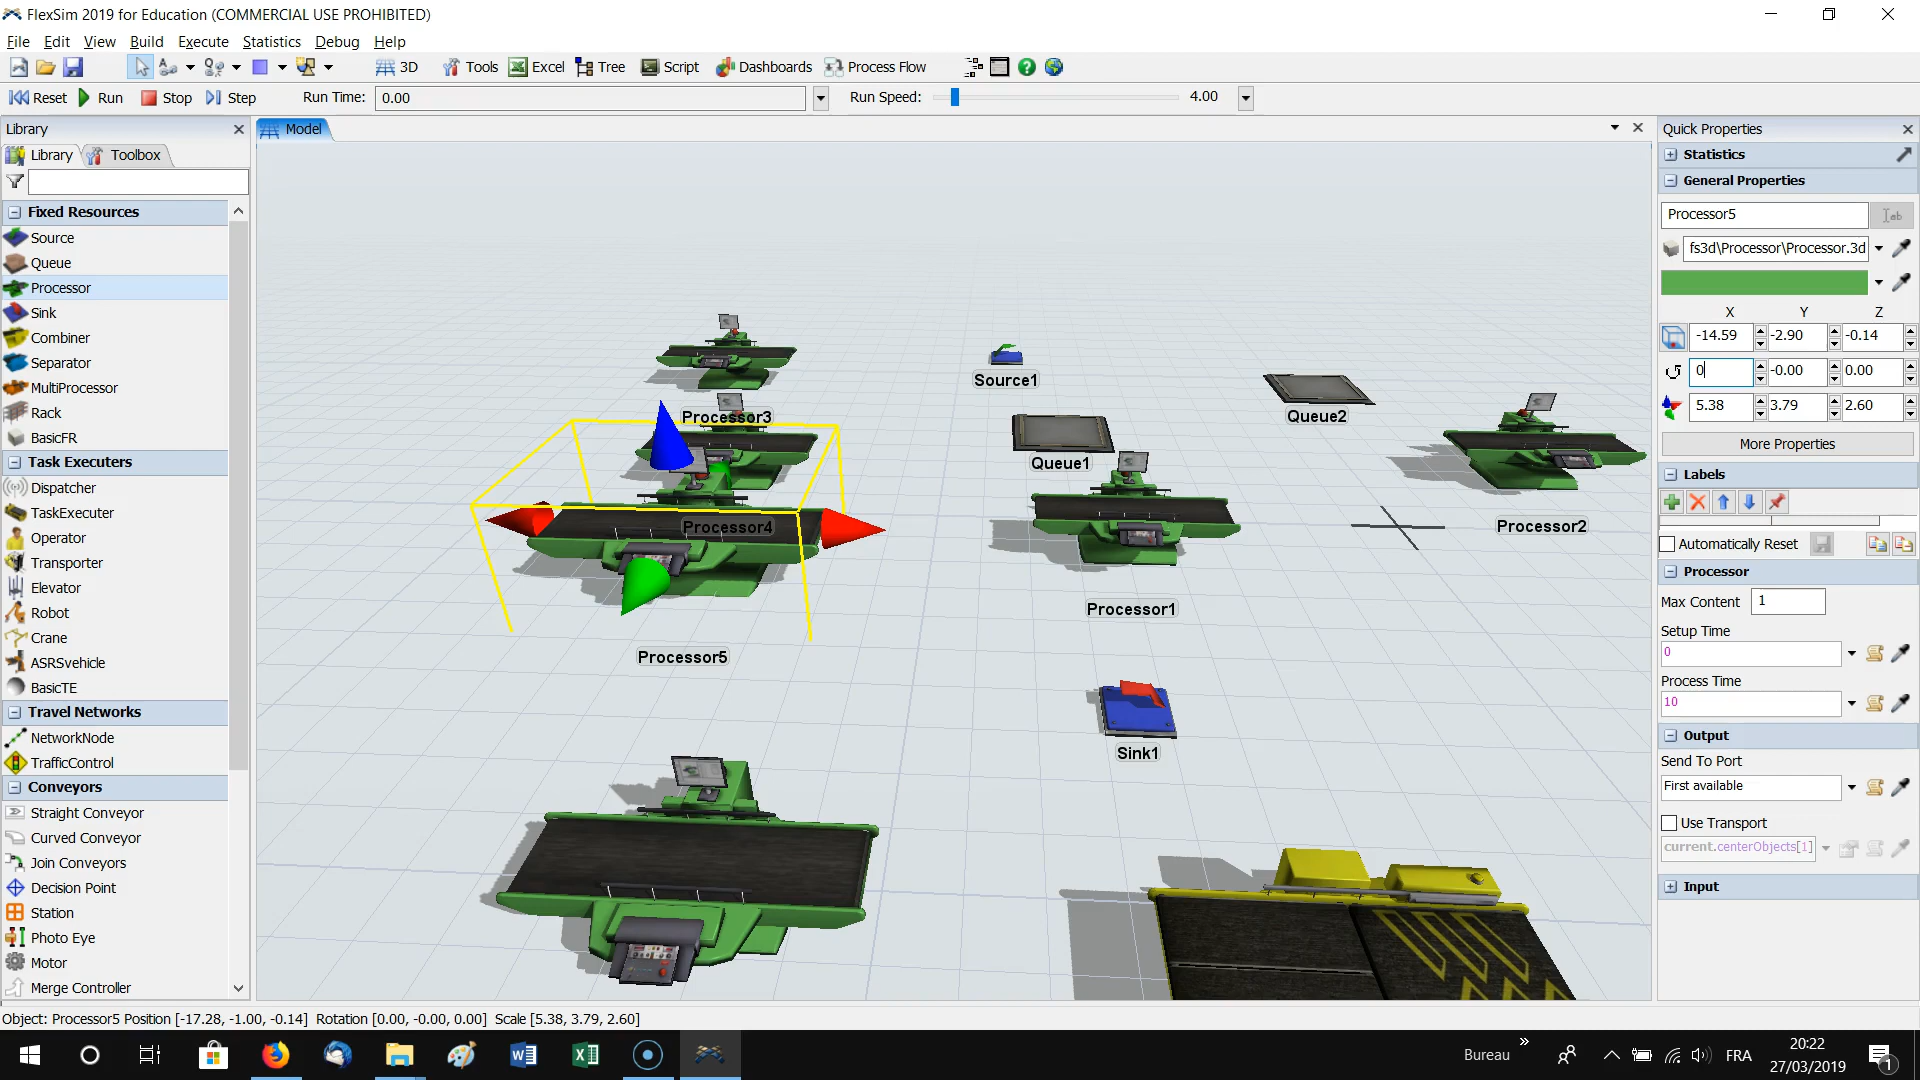 FlexSim 2019 for Education (COMMERCIAL USE PROHIBITED)
File Edit View Build Execute Statistics Debug Help
3D Tools Excel Tree Script Dashboards Process Flow
Reset Run Stop Step Run Time: 0.00 Run Speed: 4.00
Library
Library Toolbox
Fixed Resources
Source
Queue
Processor
Sink
Combiner
Separator
MultiProcessor
Rack
BasicFR
Task Executers
Dispatcher
TaskExecuter
Operator
Transporter
Elevator
Robot
Crane
ASRSvehicle
BasicTE
Travel Networks
NetworkNode
TrafficControl
Conveyors
Straight Conveyor
Curved Conveyor
Join Conveyors
Decision Point
Station
Photo Eye
Motor
Merge Controller
Model
Source1
Queue2
Processor3
Queue1
Processor4
Processor2
Processor1
Processor5
Sink1
Quick Properties
Statistics
General Properties
Processor5
fs3d\Processor\Processor.3d
X Y Z
-14.59 -2.90 -0.14
0 -0.00 0.00
5.38 3.79 2.60
More Properties
Labels
Automatically Reset
Processor
Max Content 1
Setup Time
0
Process Time
10
Output
Send To Port
First available
Use Transport
current.centerObjects[1]
Input
Object: Processor5 Position [-17.28, -1.00, -0.14] Rotation [0.00, -0.00, 0.00] Scale [5.38, 3.79, 2.60]
Bureau » FRA 20:22
27/03/2019 1